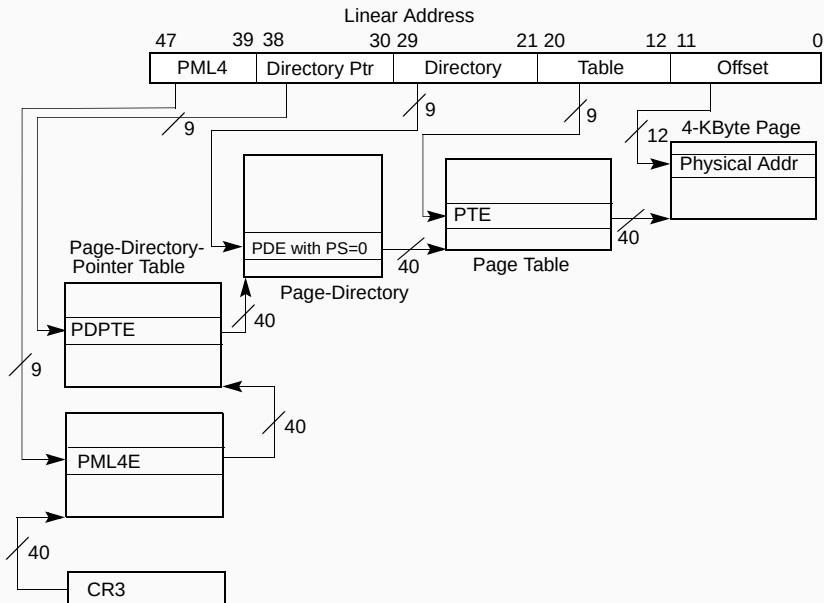 Linear Address
47 39 38 30 29 21 20 12 11 0
PML4 Directory Ptr Directory Table Offset
9 9 9 12
4-KByte Page
Physical Addr
PTE
40
Page Table
PDE with PS=0
40
Page-Directory
Page-Directory-
Pointer Table
PDPTE
40
9
40
PML4E
40
CR3